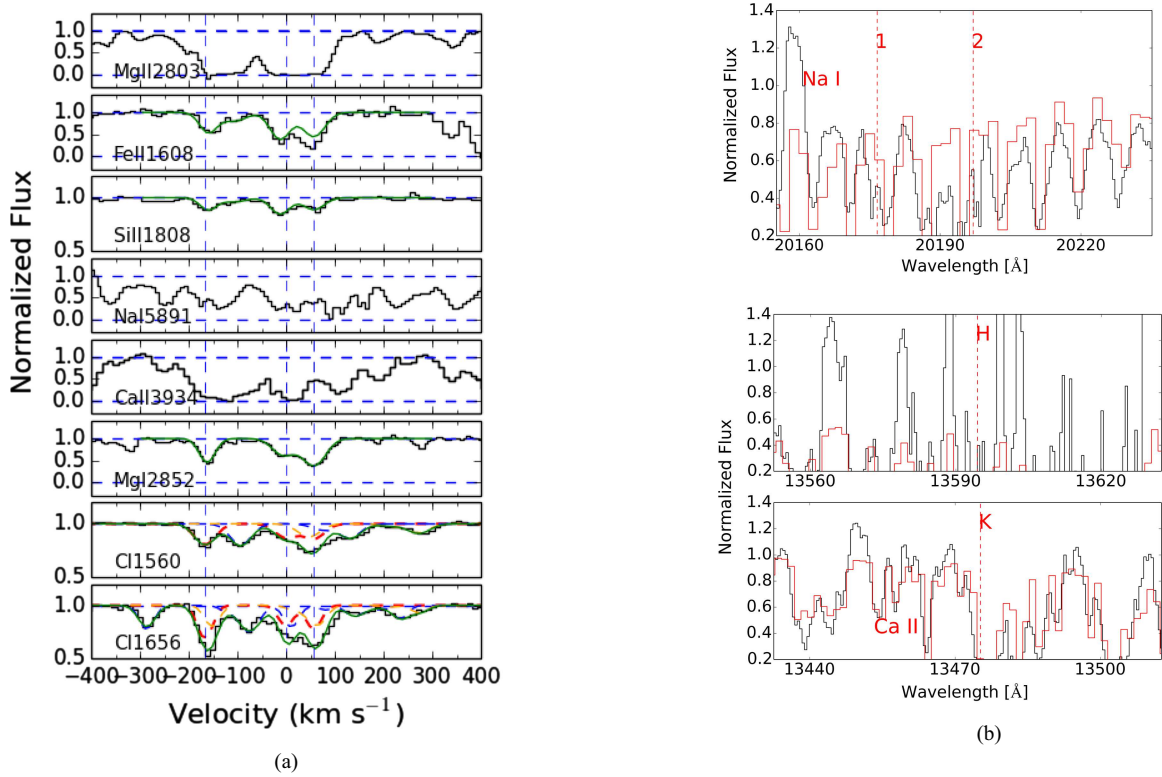 Normalized Flux
1.0
0.5
0.0
MgII2803
1.0
0.5
0.0
FeII1608
1.0
0.5
SiII1808
1.0
0.5
0.0
NaI5891
1.0
0.5
0.0
CaII3934
1.0
0.5
0.0
MgI2852
1.0
0.5
CI1560
1.0
0.5
CI1656
−400 −300 −200 −100 0 100 200 300 400
Velocity (km s⁻¹)
(a)
Normalized Flux
1.4
1.2
1.0
0.8
0.6
0.4
0.2
1 2
Na I
20160 20190 20220
Wavelength [Å]
Normalized Flux
1.4
1.2
1.0
0.8
0.6
0.4
0.2
H
13560 13590 13620
Normalized Flux
1.4
1.2
1.0
0.8
0.6
0.4
0.2
K
Ca II
13440 13470 13500
Wavelength [Å]
(b)